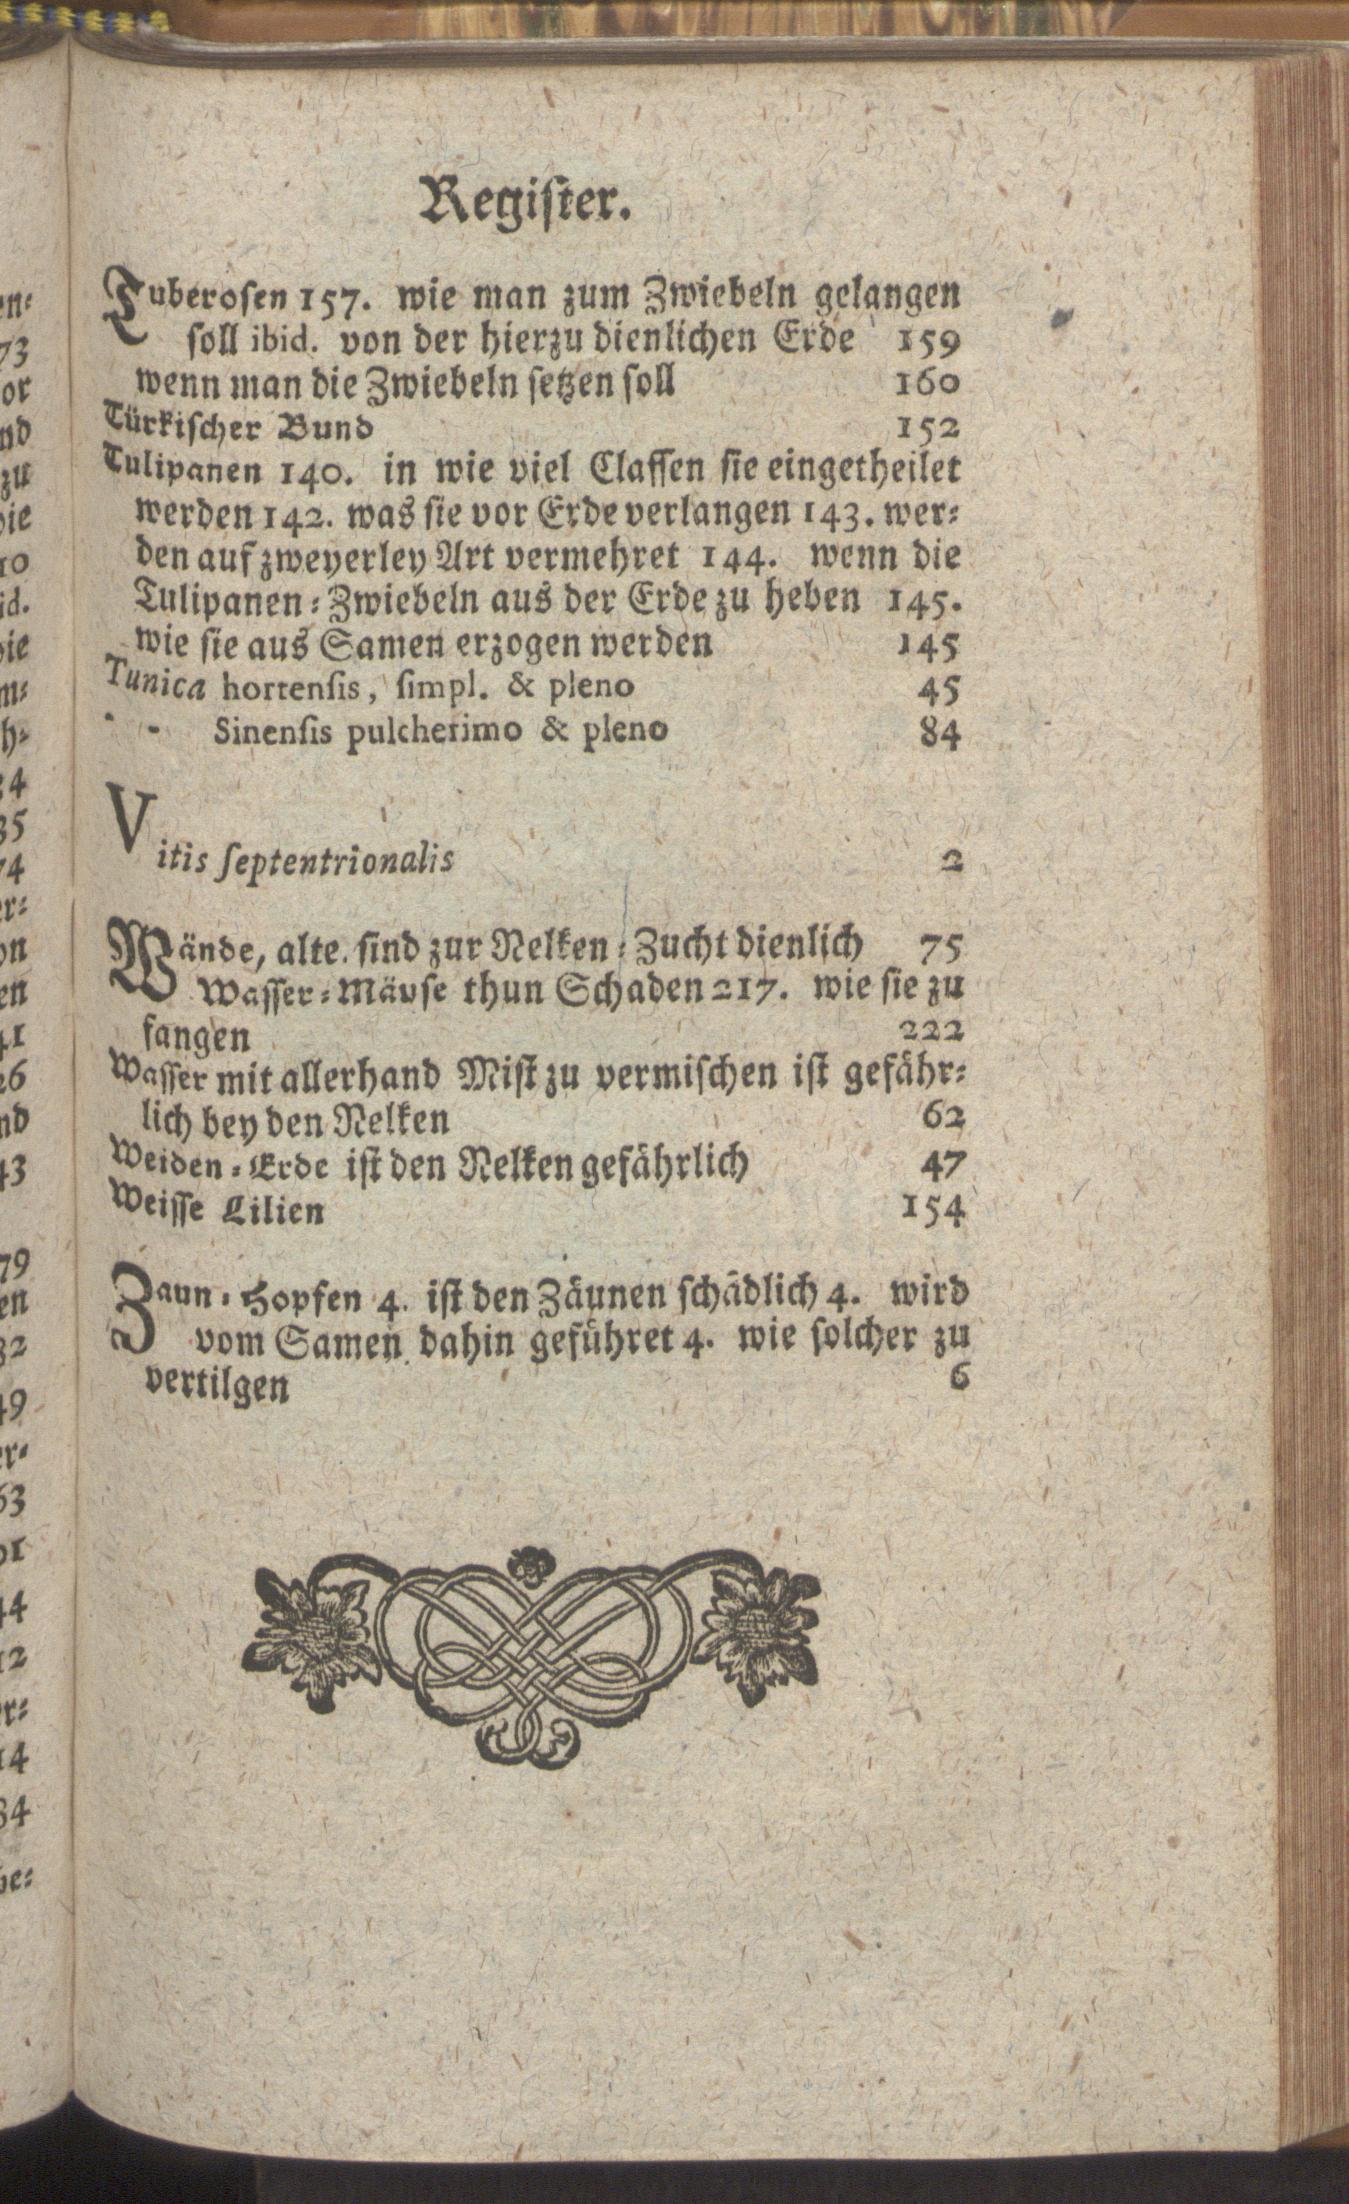 Regiſter.
Tuberoſen 157. wie man zum Zwiebeln gelangen
ſoll ibid. von der hierzu dienlichen Erde 159
wenn man die Zwiebeln ſetzen ſoll 160
Türkiſcher Bund 152
Tulipanen 140. in wie viel Claſſen ſie eingetheilet
werden 142. was ſie vor Erde verlangen 143. wer⸗
den auf zweyerley Art vermehret 144. wenn die
Tulipanen⸗Zwiebeln aus der Erde zu heben 145.
wie ſie aus Samen erzogen werden 145
Tunica hortenſis, ſimpl. & pleno 45
- - Sinenſis pulcherimo & pleno 84
Vitis ſeptentrionalis 2
Wände, alte. ſind zur Nelken⸗Zucht dienlich 75
Waſſer⸗Mäuſe thun Schaden 217. wie ſie zu
fangen 222
Waſſer mit allerhand Miſt zu vermiſchen iſt gefähr⸗
lich bey den Nelken 62
Weiden⸗Erde iſt den Nelken gefährlich 47
Weiſſe Lilien 154
Zaun⸗Hopfen 4. iſt den Zäunen ſchädlich 4. wird
vom Samen dahin geführet 4. wie ſolcher zu
vertilgen 6